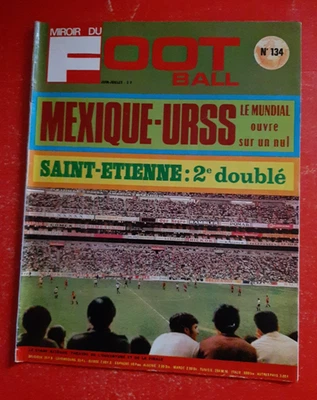 MIROIR DU
FOOT
BALL
N° 134
MEXIQUE-URSS
LE MUNDIAL
ouvre
sur un nul
SAINT-ETIENNE: 2e doublé